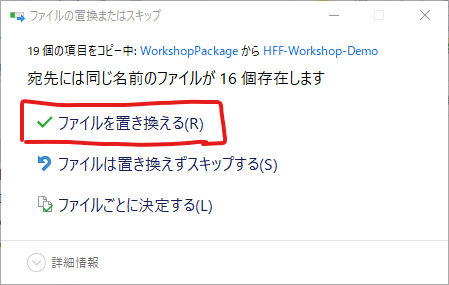 ファイルの置換またはスキップ
19 個の項目をコピー中: WorkshopPackage から HFF-Workshop-Demo
宛先には同じ名前のファイルが 16 個存在します
ファイルを置き換える(R)
ファイルは置き換えずスキップする(S)
ファイルごとに決定する(L)
詳細情報